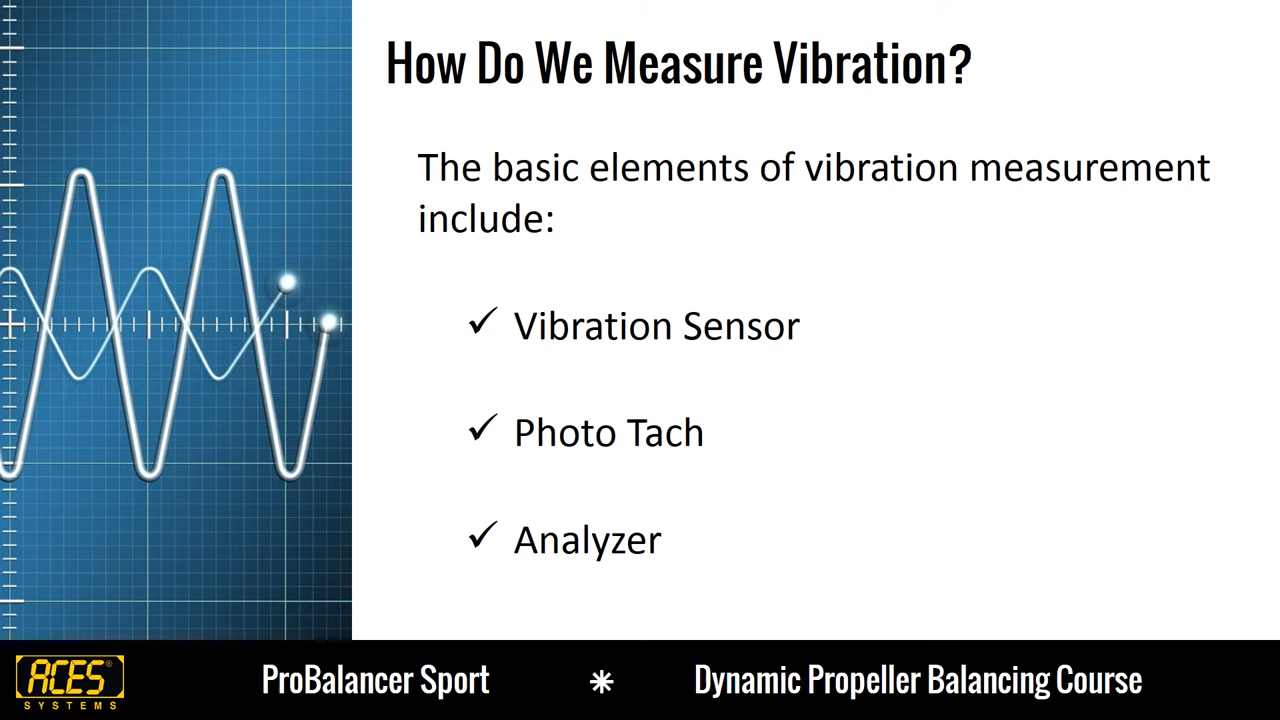 How Do We Measure Vibration?
The basic elements of vibration measurement
include:
✓ Vibration Sensor
✓ Photo Tach
✓ Analyzer
ACES®
SYSTEMS
ProBalancer Sport * Dynamic Propeller Balancing Course